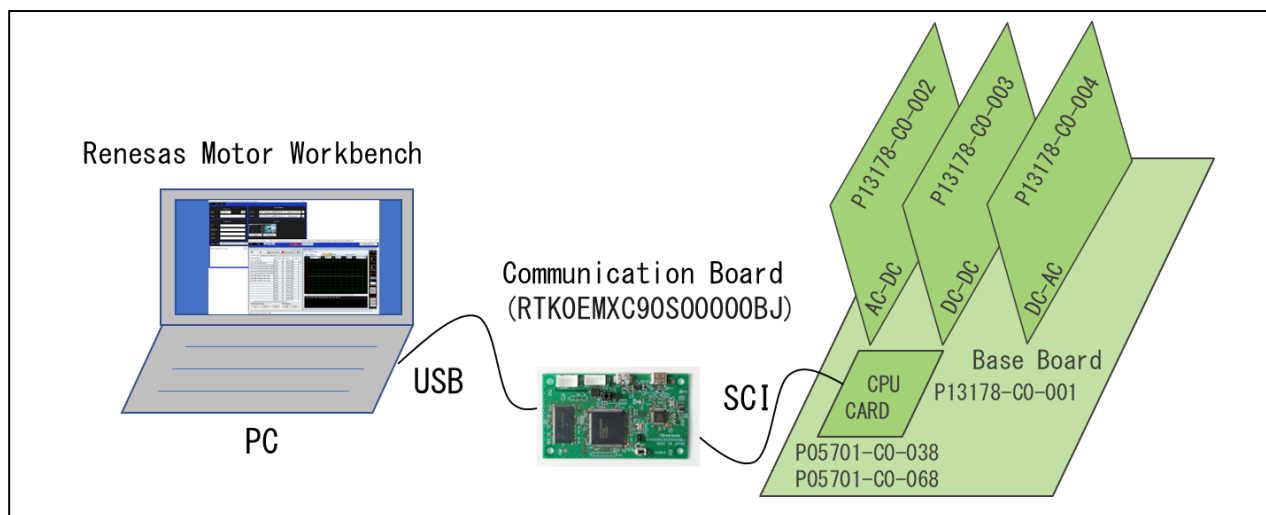 Renesas Motor Workbench
PC
USB
Communication Board
(RTK0EMXC90S00000BJ)
SCI
P13178-C0-002
AC-DC
P13178-C0-003
DC-DC
P13178-C0-004
DC-AC
Base Board
P13178-C0-001
CPU
CARD
P05701-C0-038
P05701-C0-068